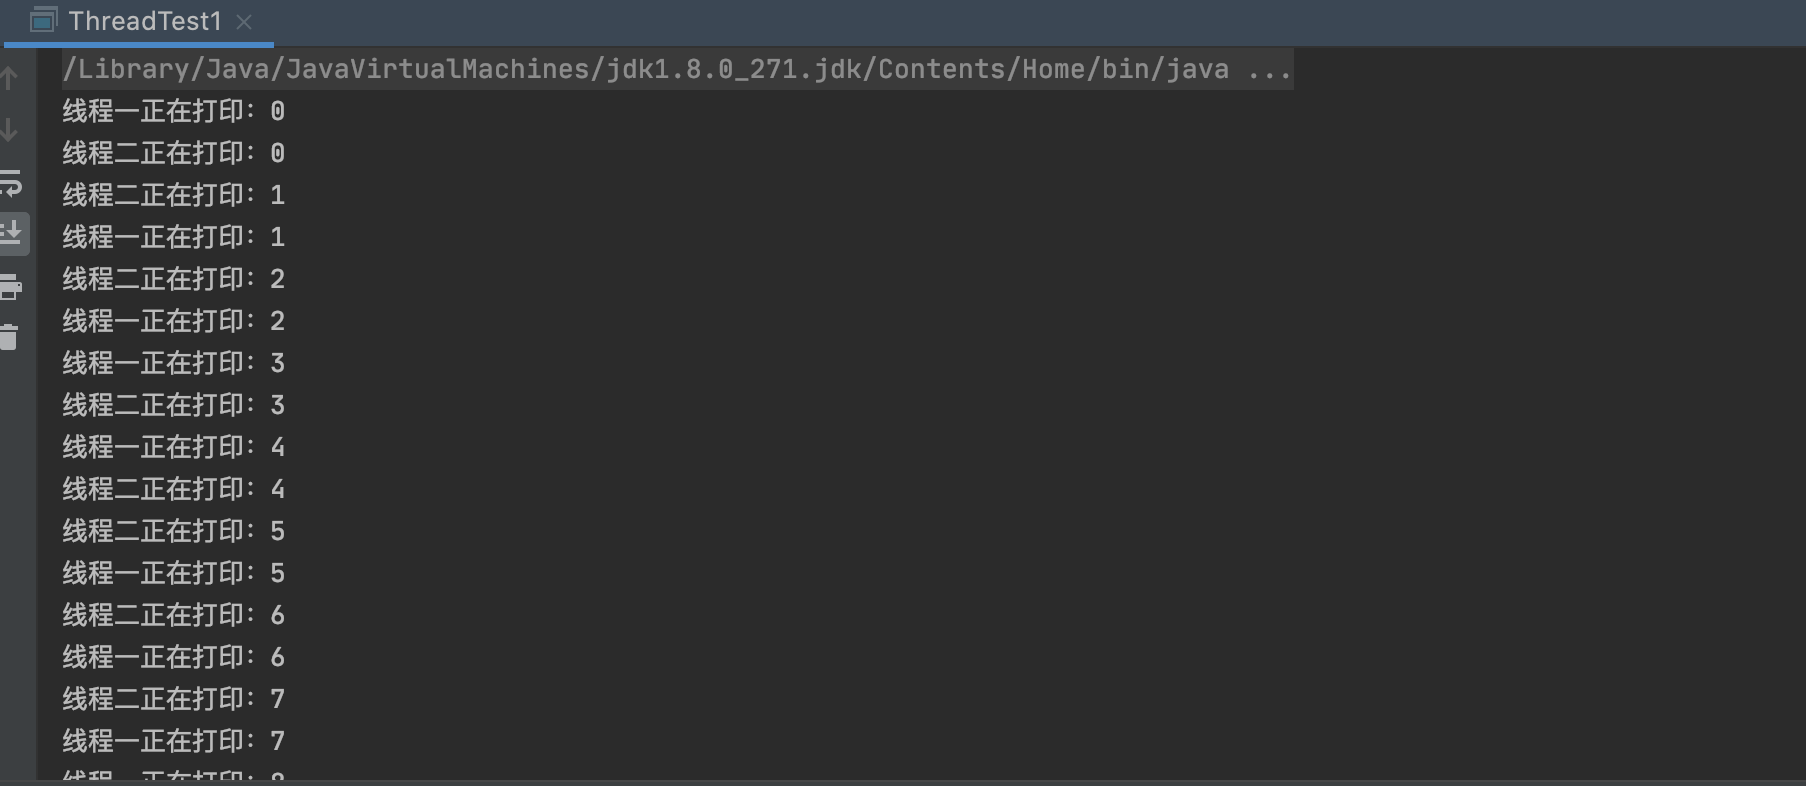 ThreadTest1
/Library/Java/JavaVirtualMachines/jdk1.8.0_271.jdk/Contents/Home/bin/java ...
线程一正在打印：0
线程二正在打印：0
线程二正在打印：1
线程一正在打印：1
线程二正在打印：2
线程一正在打印：2
线程一正在打印：3
线程二正在打印：3
线程一正在打印：4
线程二正在打印：4
线程二正在打印：5
线程一正在打印：5
线程二正在打印：6
线程一正在打印：6
线程二正在打印：7
线程一正在打印：7